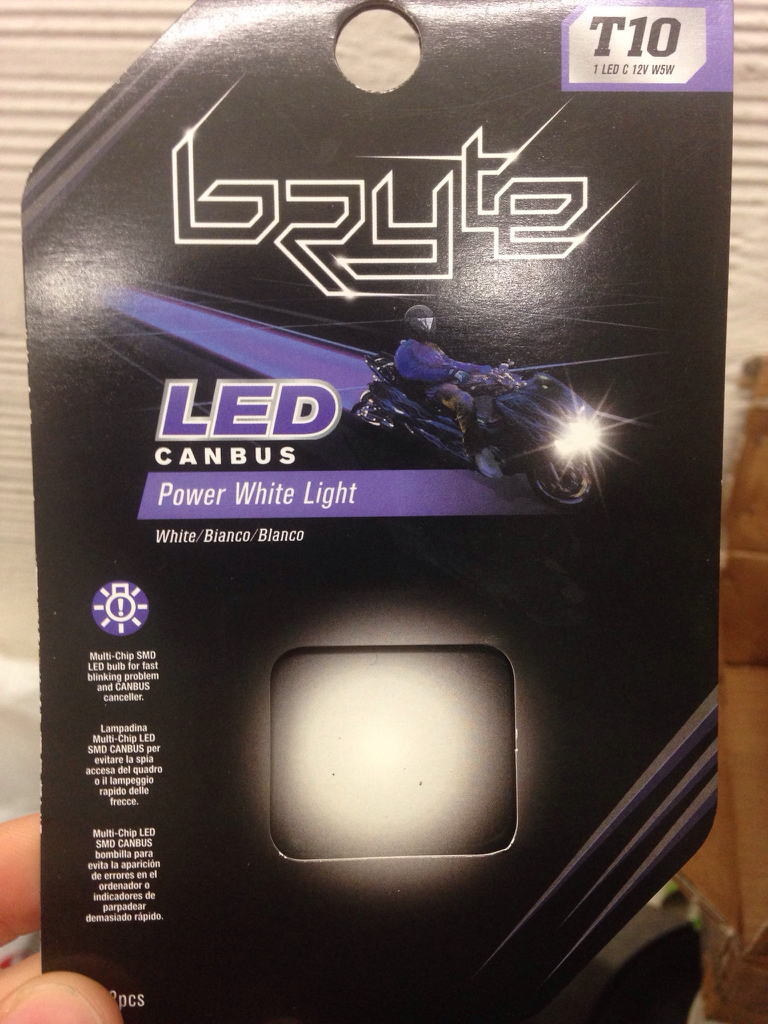 T10
1 LED C 12V W5W
bryte
LED
CANBUS
Power White Light
White/Bianco/Blanco
Multi-Chip SMD
LED bulb for fast
blinking problem
and CANBUS
canceller.
Lampadina
Multi-Chip LED
SMD CANBUS per
evitare la spia
accesa del quadro
o il lampeggio
rapido delle
frecce.
Multi-Chip LED
SMD CANBUS
bombilla para
evita la aparición
de errores en el
ordenador o
indicadores de
parpadear
demasiado rápido.
2pcs